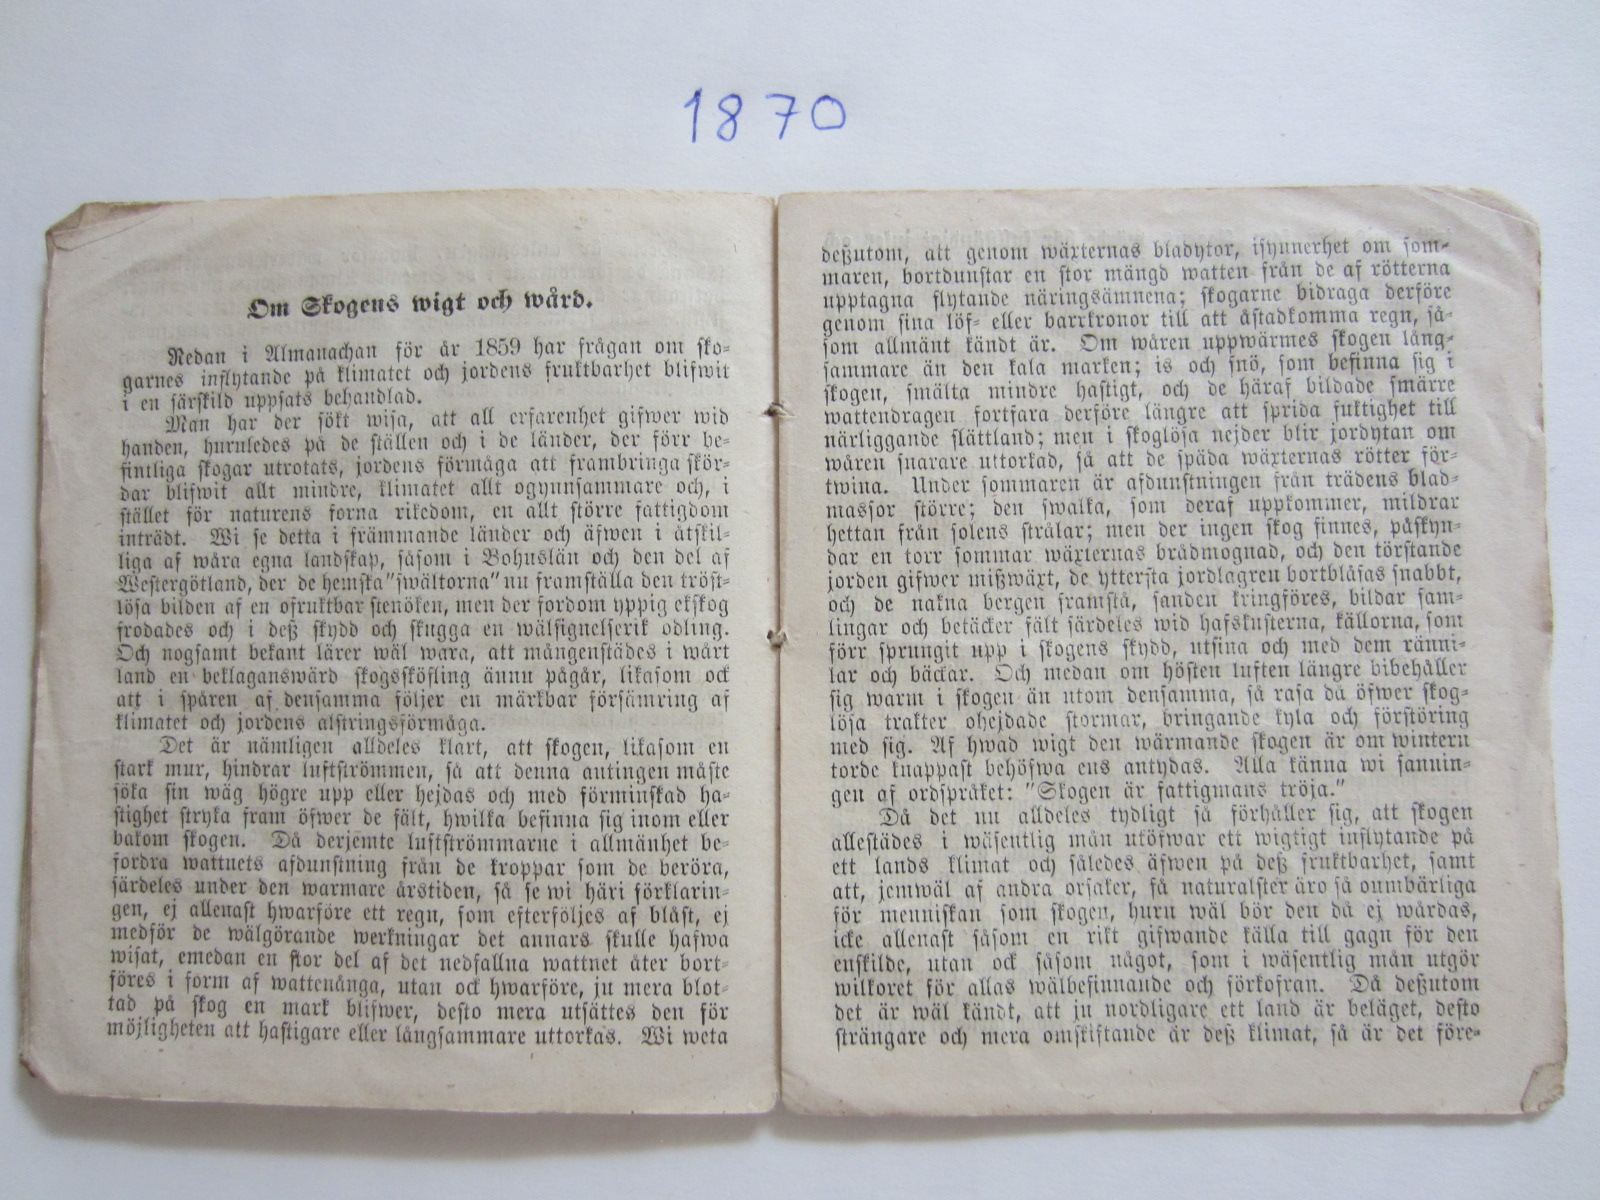 1870
Om Skogens wigt och wård.
Redan i Almanachan för år 1859 har frågan om sko-
garnes inflytande på klimatet och jordens fruktbarhet blifwit
i en särskild uppsats behandlad.
Man har der sökt wisa, att all erfarenhet gifwer wid
handen, huruledes på de ställen och i de länder, der förr be-
fintliga skogar utrotats, jordens förmåga att frambringa skör-
dar blifwit allt mindre, klimatet allt ogynnsammare och, i
stället för naturens forna rikedom, en allt större fattigdom
inträdt. Wi se detta i främmande länder och äfwen i åtskil-
liga af wåra egna landskap, såsom i Bohuslän och den del af
Westergötland, der de hemska "swältorna" nu framställa den tröst-
lösa bilden af en ofruktbar stenöken, men der fordom yppig ekskog
frodades och i deß skydd och skugga en wälsignelserik odling.
Och nogsamt bekant lärer wäl wara, att mångenstädes i wårt
land en beklagansward skogsköfling ännu pågår, likasom ock
att i spåren af densamma följer en märkbar försämring af
klimatet och jordens alstringsförmåga.
Det är nämligen alldeles klart, att skogen, likasom en
stark mur, hindrar luftströmmen, så att denna antingen måste
söka sin wäg högre upp eller hejdas och med förminskad ha-
stighet stryka fram öfwer de fält, hwilka befinna sig inom eller
bakom skogen. Då derjemte luftströmmarne i allmänhet be-
fordra wattnets afdunstning från de kroppar som de beröra,
särdeles under den warmare årstiden, så se wi häri förklarin-
gen, ej allenast hwarföre ett regn, som efterföljes af blåst, ej
medför de wälgörande werkningar det annars skulle hafwa
wisat, emedan en stor del af det nedfallna wattnet åter bort-
föres i form af wattenånga, utan ock hwarföre, ju mera blot-
tad på skog en mark blifwer, desto mera utsättes den för
möjligheten att hastigare eller långsammare uttorkas. Wi weta
deßutom, att genom wäxternas bladytor, isynnerhet om som-
maren, bortdunstar en stor mängd watten från de af rötterna
upptagna flytande näringsämnena; skogarne bidraga derföre
genom sina löf- eller barrkronor till att åstadkomma regn, så-
som allmänt kändt är. Om wåren uppwärmes skogen lång-
sammare än den kala marken; is och snö, som befinna sig i
skogen, smälta mindre hastigt, och de häraf bildade smärre
wattendragen fortfara derföre längre att sprida fuktighet till
närliggande slättland; men i skoglösa nejder blir jordytan om
wåren snarare uttorkad, så att de späda wäxternas rötter för-
twina. Under sommaren är afdunstningen från trädens blad-
massor större; den swalka, som deraf uppkommer, mildrar
hettan från solens strålar; men der ingen skog finnes, påskyn-
dar en torr sommar wäxternas brådmognad, och den törstande
jorden gifwer mißwäxt, de yttersta jordlagren bortblåsas snabbt,
och de nakna bergen framstå, sanden kringföres, bildar sam-
lingar och betäcker fält särdeles wid hafskusterna, källorna, som
förr sprungit upp i skogens skydd, utsina och med dem ränni-
lar och bäckar. Och medan om hösten luften längre bibehåller
sig warm i skogen än utom densamma, så rasa då öfwer skog-
lösa trakter ohejdade stormar, bringande kyla och förstöring
med sig. Af hwad wigt den wärmande skogen är om wintern
torde knappast behöfwa ens antydas. Alla känna wi sannin-
gen af ordspråket: "Skogen är fattigmans tröja."
Då det nu alldeles tydligt så förhåller sig, att skogen
allestädes i wäsentlig mån utöfwar ett wigtigt inflytande på
ett lands klimat och således äfwen på deß fruktbarhet, samt
att, jemwäl af andra orsaker, få naturalster äro så oumbärliga
för menniskan som skogen, huru wäl bör den då ej wårdas,
icke allenast såsom en rikt gifwande källa till gagn för den
enskilde, utan ock såsom något, som i wäsentlig mån utgör
wilkoret för allas wälbefinnande och förkofran. Då deßutom
det är wäl kändt, att ju nordligare ett land är beläget, desto
strängare och mera omskiftande är deß klimat, så är det före-